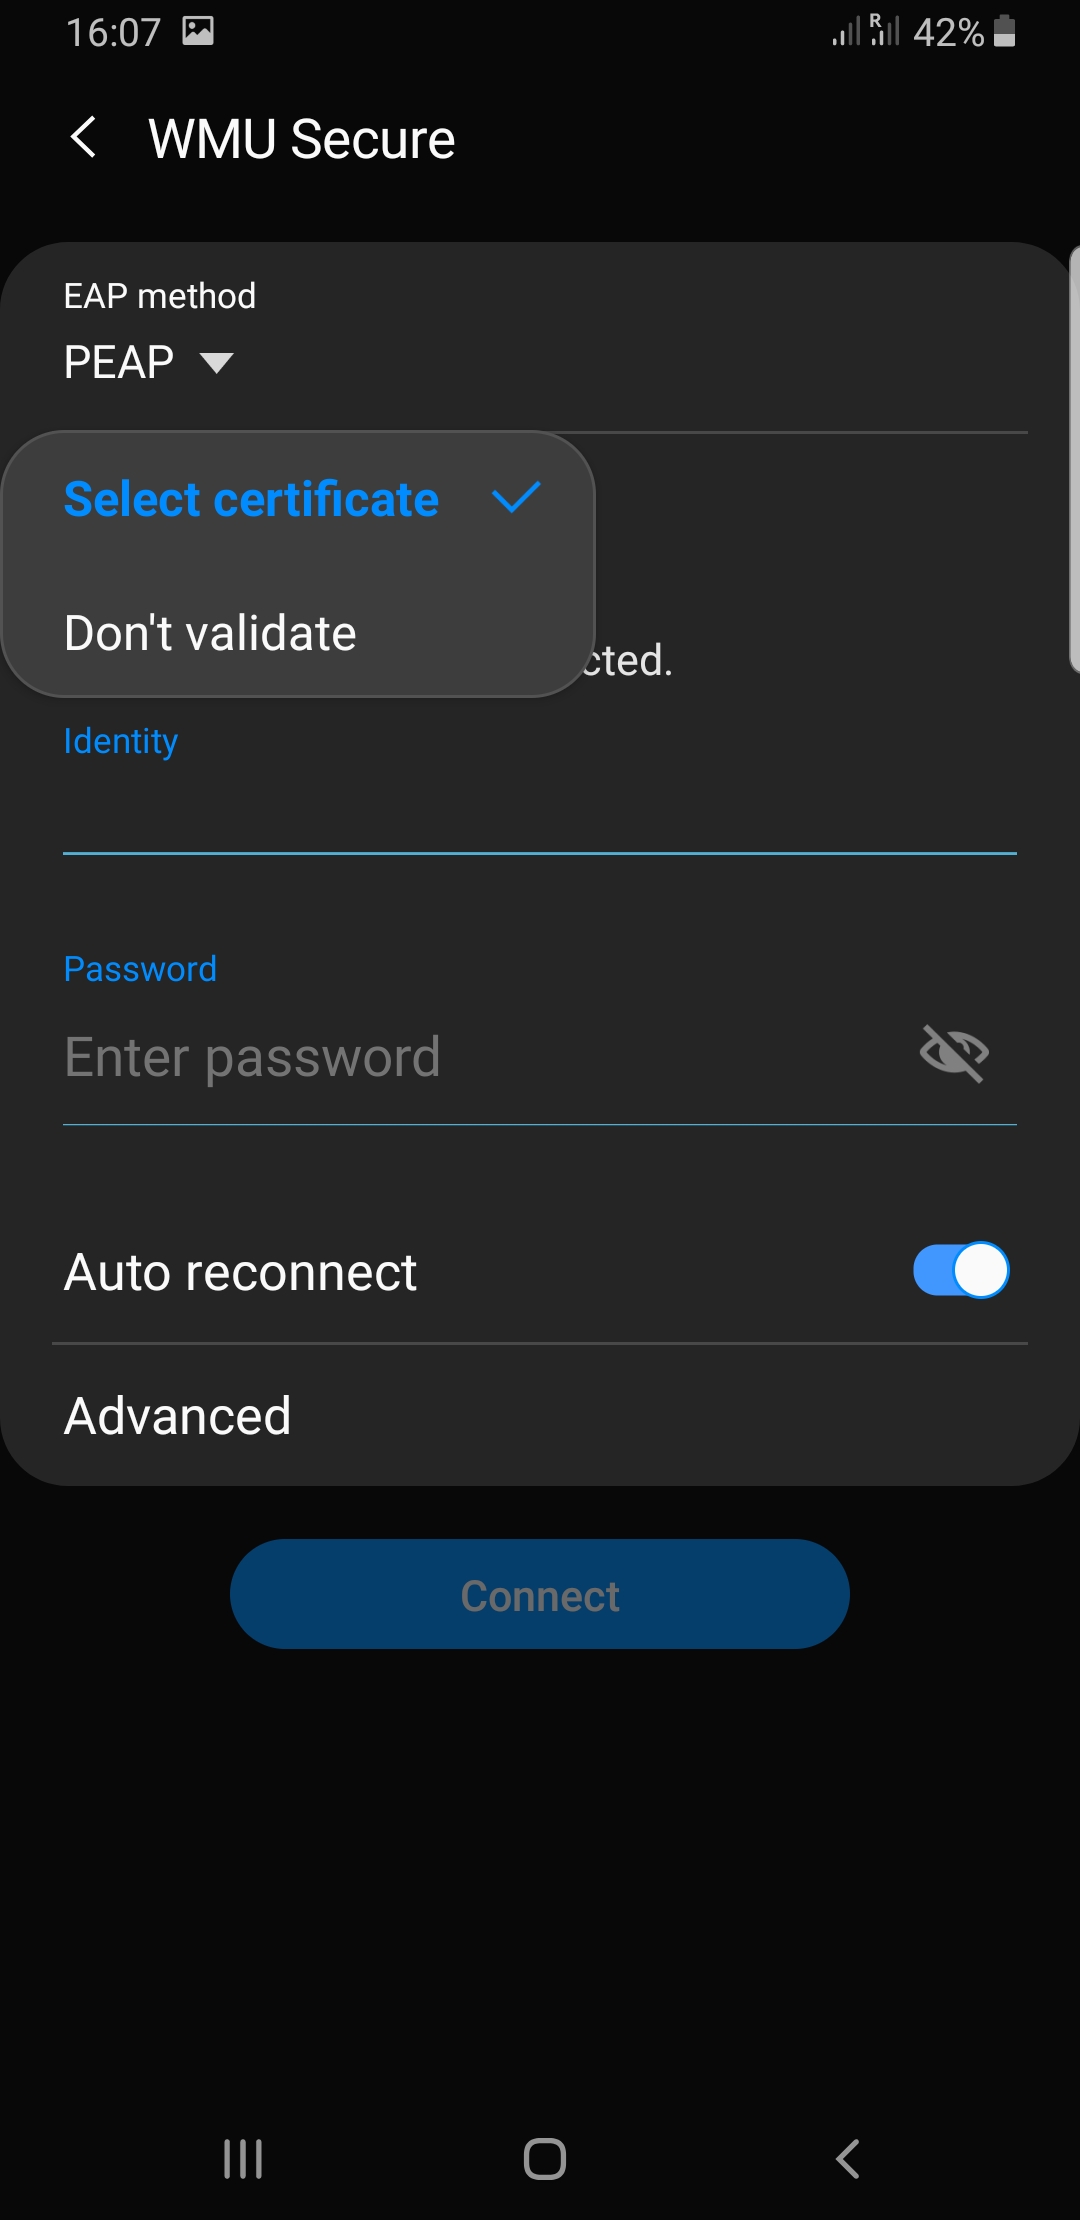 16:07
R
42%
WMU Secure
EAP method
PEAP
Select certificate
Don't validate
cted.
Identity
Password
Enter password
Auto reconnect
Advanced
Connect